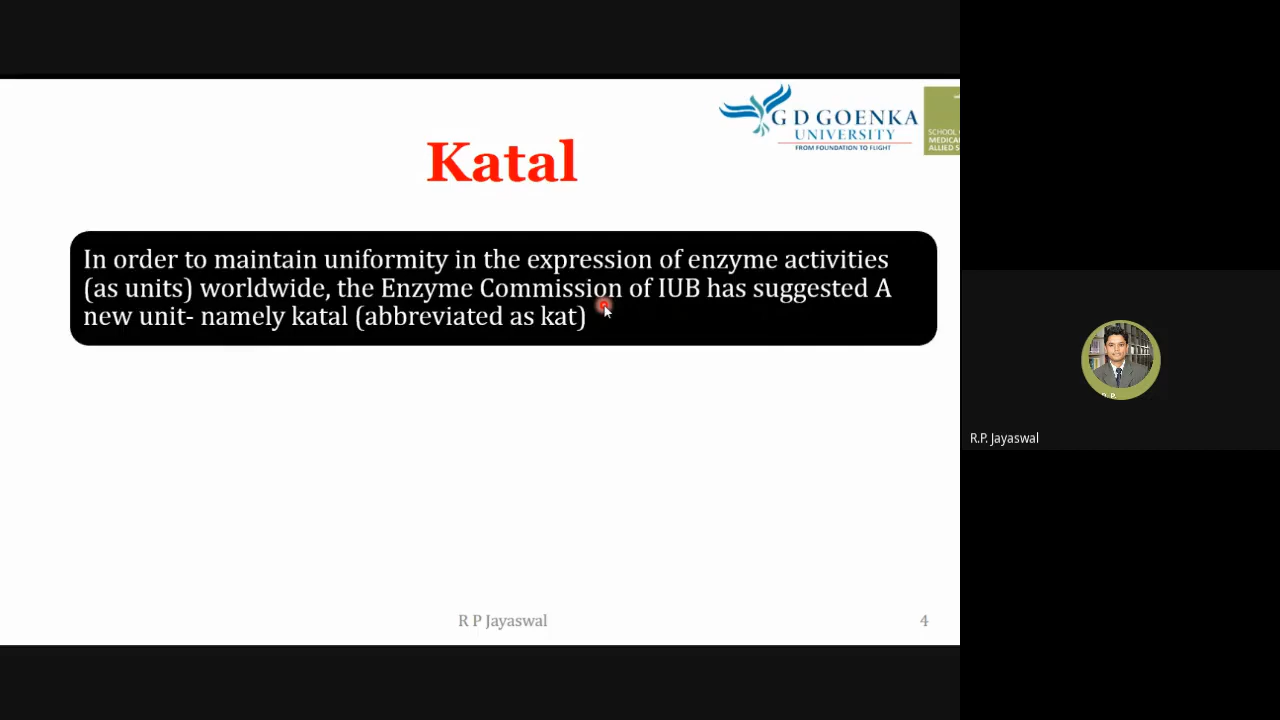 G D GOENKA
UNIVERSITY
FROM FOUNDATION TO FLIGHT
SCHOOL
MEDICAL
ALLIED S
Katal
In order to maintain uniformity in the expression of enzyme activities
(as units) worldwide, the Enzyme Commission of IUB has suggested A
new unit- namely katal (abbreviated as kat)
R P Jayaswal
4
R.P. Jayaswal